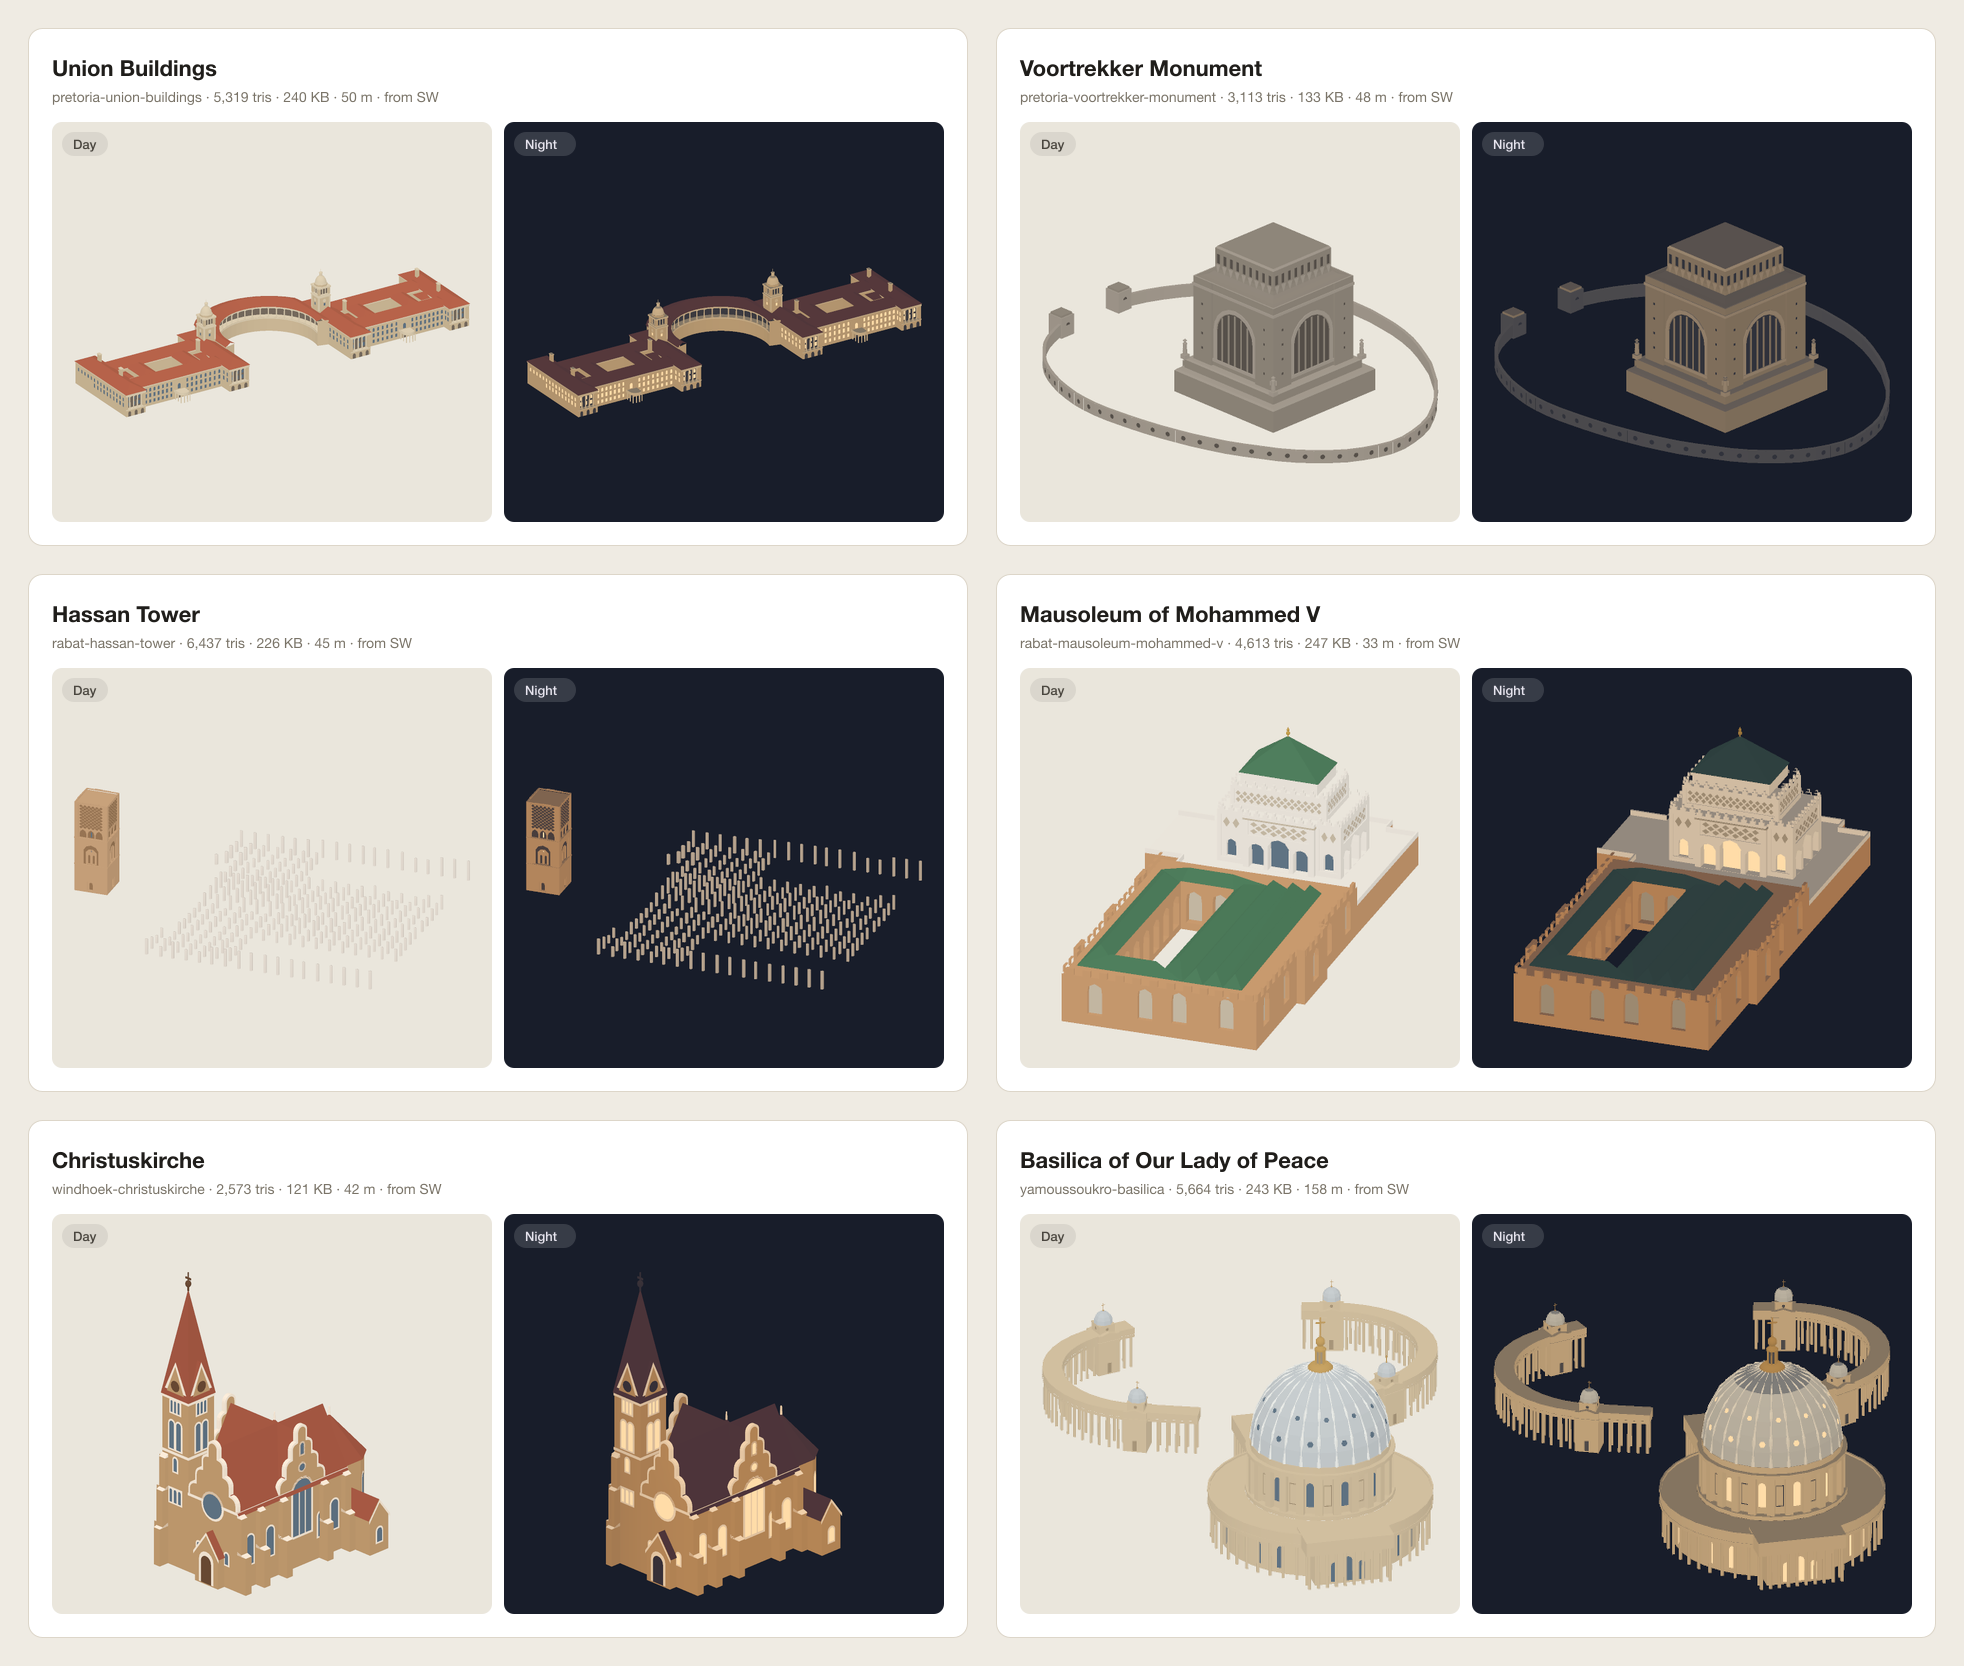 Union Buildings
pretoria-union-buildings · 5,319 tris · 240 KB · 50 m · from SW
Day
Night
Voortrekker Monument
pretoria-voortrekker-monument · 3,113 tris · 133 KB · 48 m · from SW
Day
Night
Hassan Tower
rabat-hassan-tower · 6,437 tris · 226 KB · 45 m · from SW
Day
Night
Mausoleum of Mohammed V
rabat-mausoleum-mohammed-v · 4,613 tris · 247 KB · 33 m · from SW
Day
Night
Christuskirche
windhoek-christuskirche · 2,573 tris · 121 KB · 42 m · from SW
Day
Night
Basilica of Our Lady of Peace
yamoussoukro-basilica · 5,664 tris · 243 KB · 158 m · from SW
Day
Night